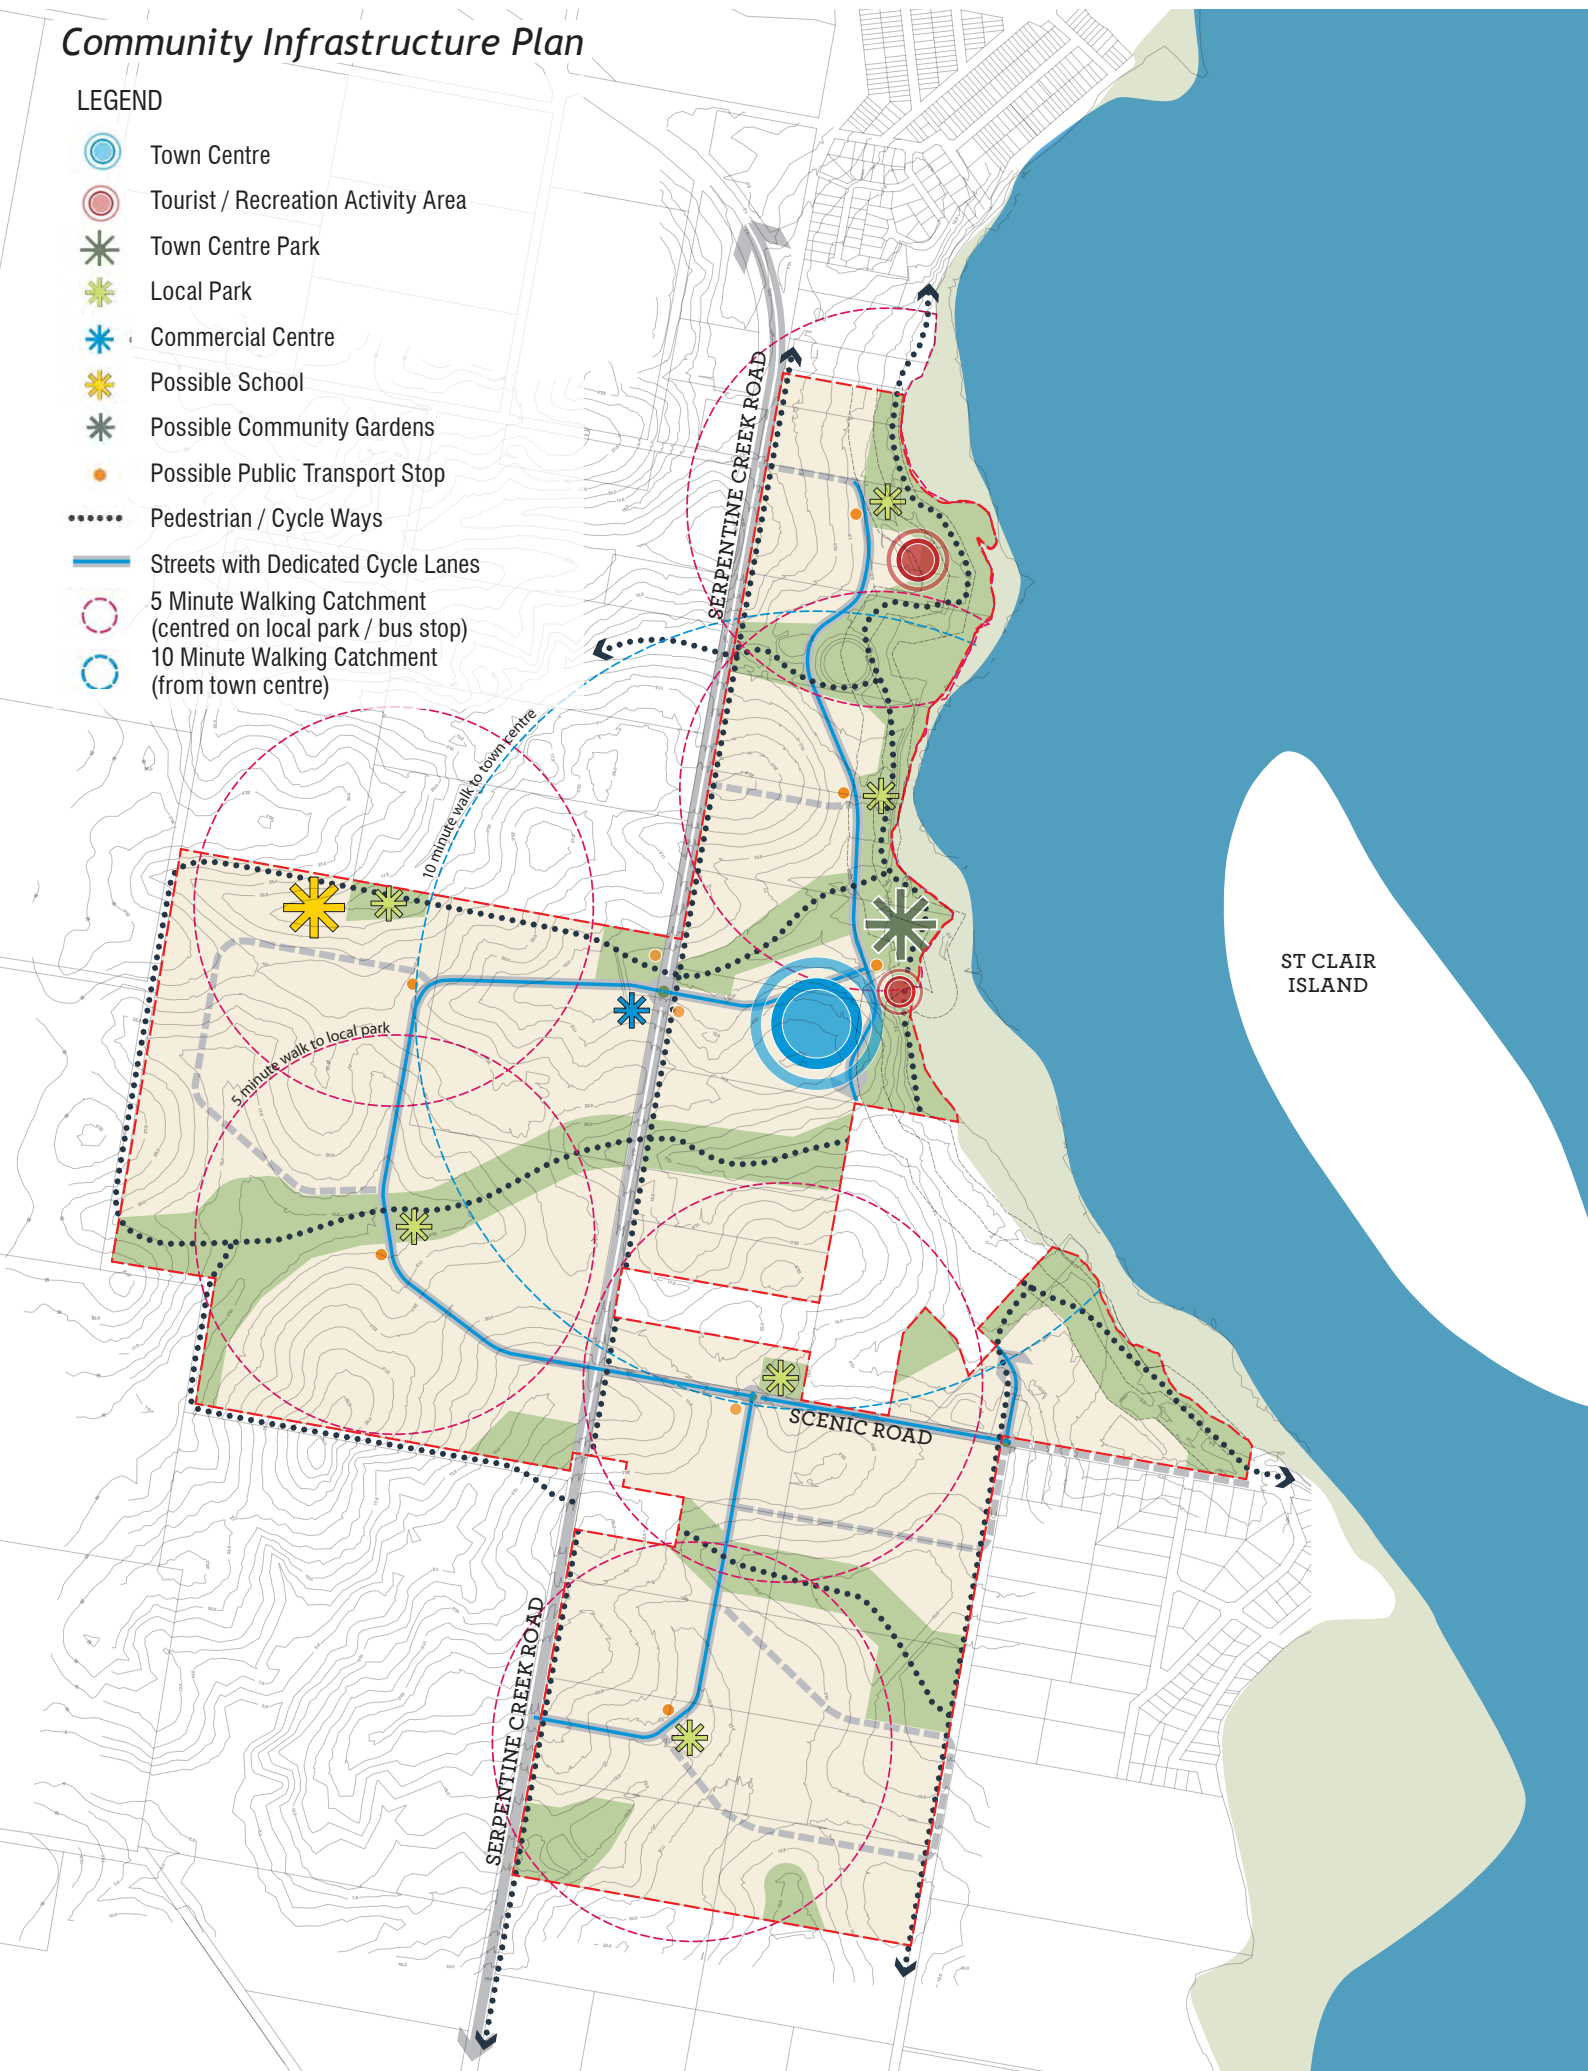 Community Infrastructure Plan
LEGEND
Town Centre
Tourist / Recreation Activity Area
Town Centre Park
Local Park
Commercial Centre
Possible School
Possible Community Gardens
Possible Public Transport Stop
Pedestrian / Cycle Ways
Streets with Dedicated Cycle Lanes
5 Minute Walking Catchment
(centred on local park / bus stop)
10 Minute Walking Catchment
(from town centre)
SERPENTINE CREEK ROAD
10 minute walk to town centre
ST CLAIR
ISLAND
5 minute walk to local park
SCENIC ROAD
SERPENTINE CREEK ROAD